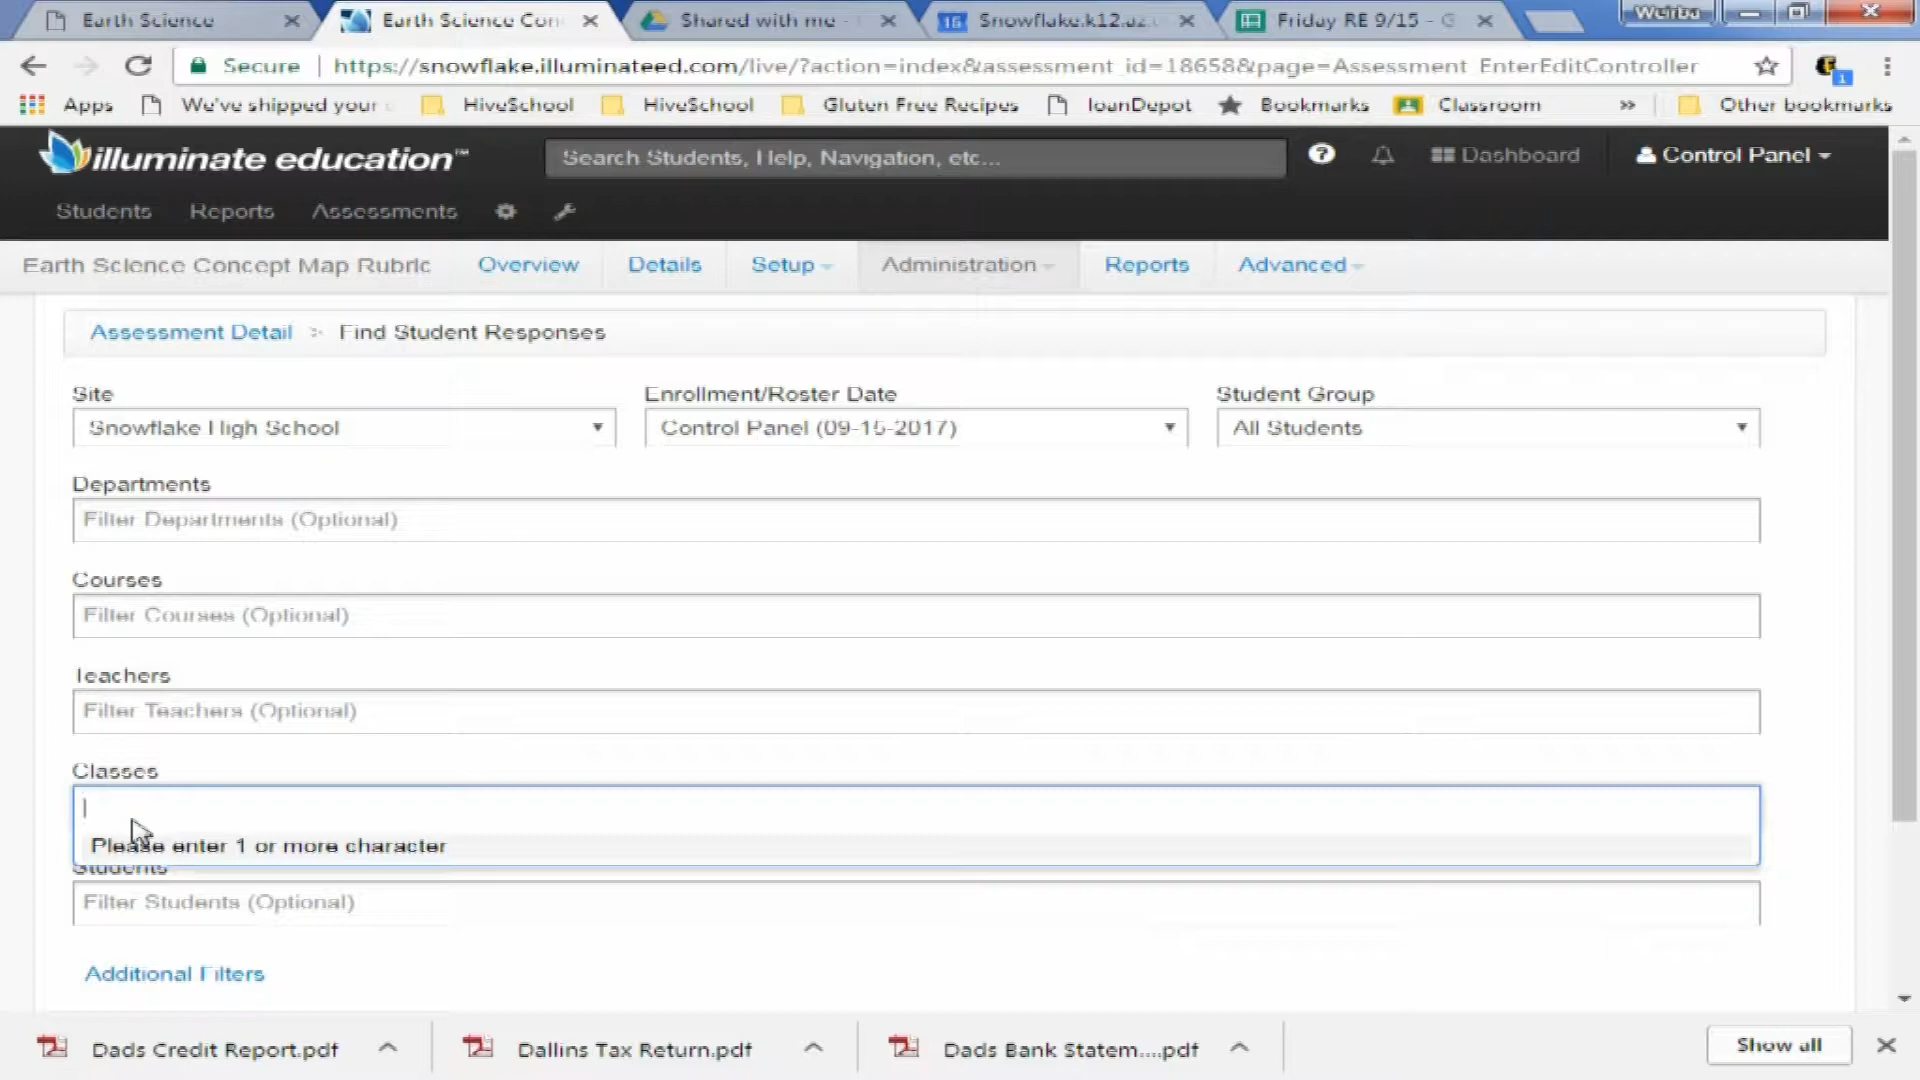 Earth Science
Earth Science Con
Shared with me -
15 Snowflake.k12.az.u
Friday RE 9/15 - G
Weirba
Secure | https://snowflake.illuminateed.com/live/?action=index&assessment_id=18658&page=Assessment_EnterEditController
1
Apps We've shipped your HiveSchool HiveSchool Gluten Free Recipes loanDepot Bookmarks Classroom » Other bookmarks
illuminate education™
Search Students, Help, Navigation, etc...
? Dashboard Control Panel
Students Reports Assessments
Earth Science Concept Map Rubric Overview Details Setup Administration Reports Advanced
Assessment Detail > Find Student Responses
Site Enrollment/Roster Date Student Group
Snowflake High School Control Panel (09-15-2017) All Students
Departments
Filter Departments (Optional)
Courses
Filter Courses (Optional)
Teachers
Filter Teachers (Optional)
Classes
Please enter 1 or more character
Students
Filter Students (Optional)
Additional Filters
Dads Credit Report.pdf Dallins Tax Return.pdf Dads Bank Statem....pdf Show all